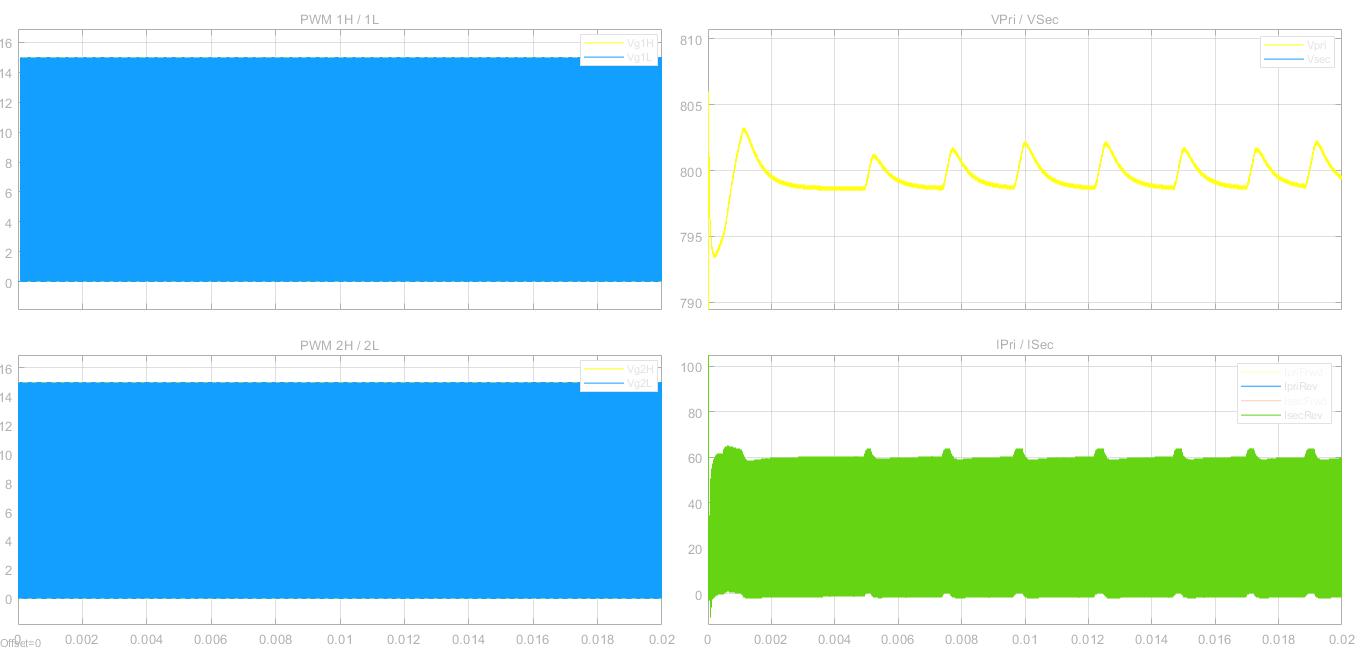 PWM 1H / 1L
16
14
12
10
8
6
4
2
0
Vg1H
Vg1L
VPri / VSec
810
805
800
795
790
Vpri
Vsec
PWM 2H / 2L
16
14
12
10
8
6
4
2
0
Vg2H
Vg2L
0 0.002 0.004 0.006 0.008 0.01 0.012 0.014 0.016 0.018 0.02
Offset=0
IPri / ISec
100
80
60
40
20
0
IpriFrwd
IpriRev
IsecFrwd
IsecRev
0 0.002 0.004 0.006 0.008 0.01 0.012 0.014 0.016 0.018 0.02